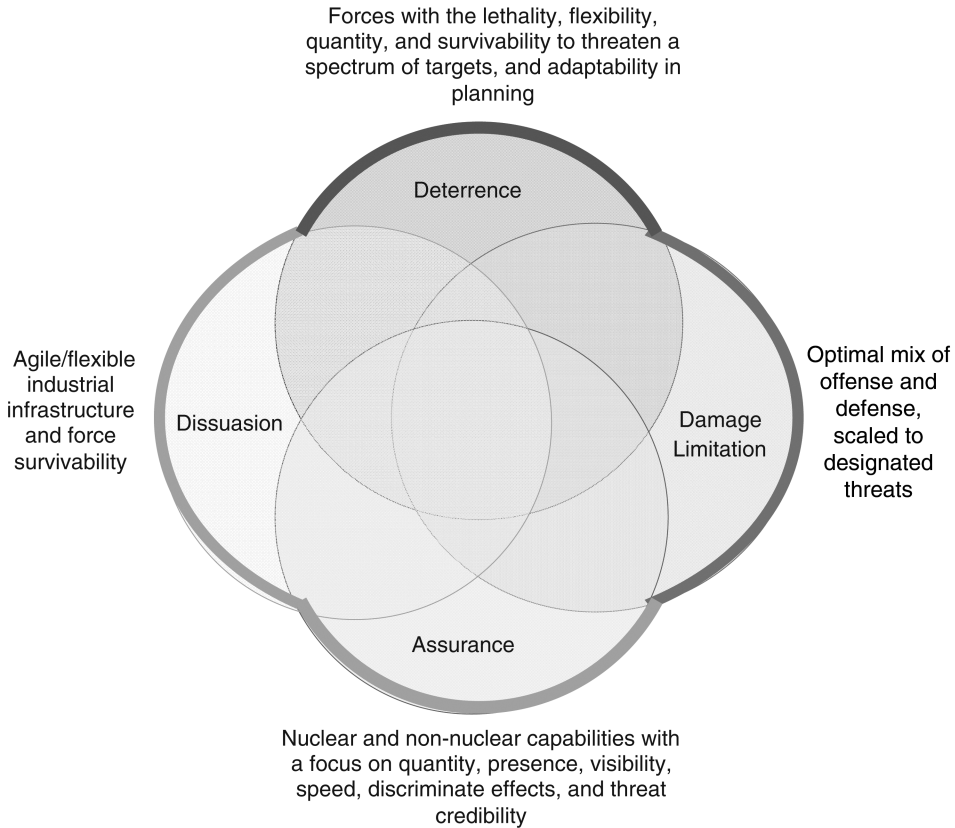 Forces with the lethality, flexibility,
quantity, and survivability to threaten a
spectrum of targets, and adaptability in
planning
Deterrence
Agile/flexible
industrial
infrastructure
and force
survivability
Dissuasion
Damage
Limitation
Optimal mix of
offense and
defense,
scaled to
designated
threats
Assurance
Nuclear and non-nuclear capabilities with
a focus on quantity, presence, visibility,
speed, discriminate effects, and threat
credibility